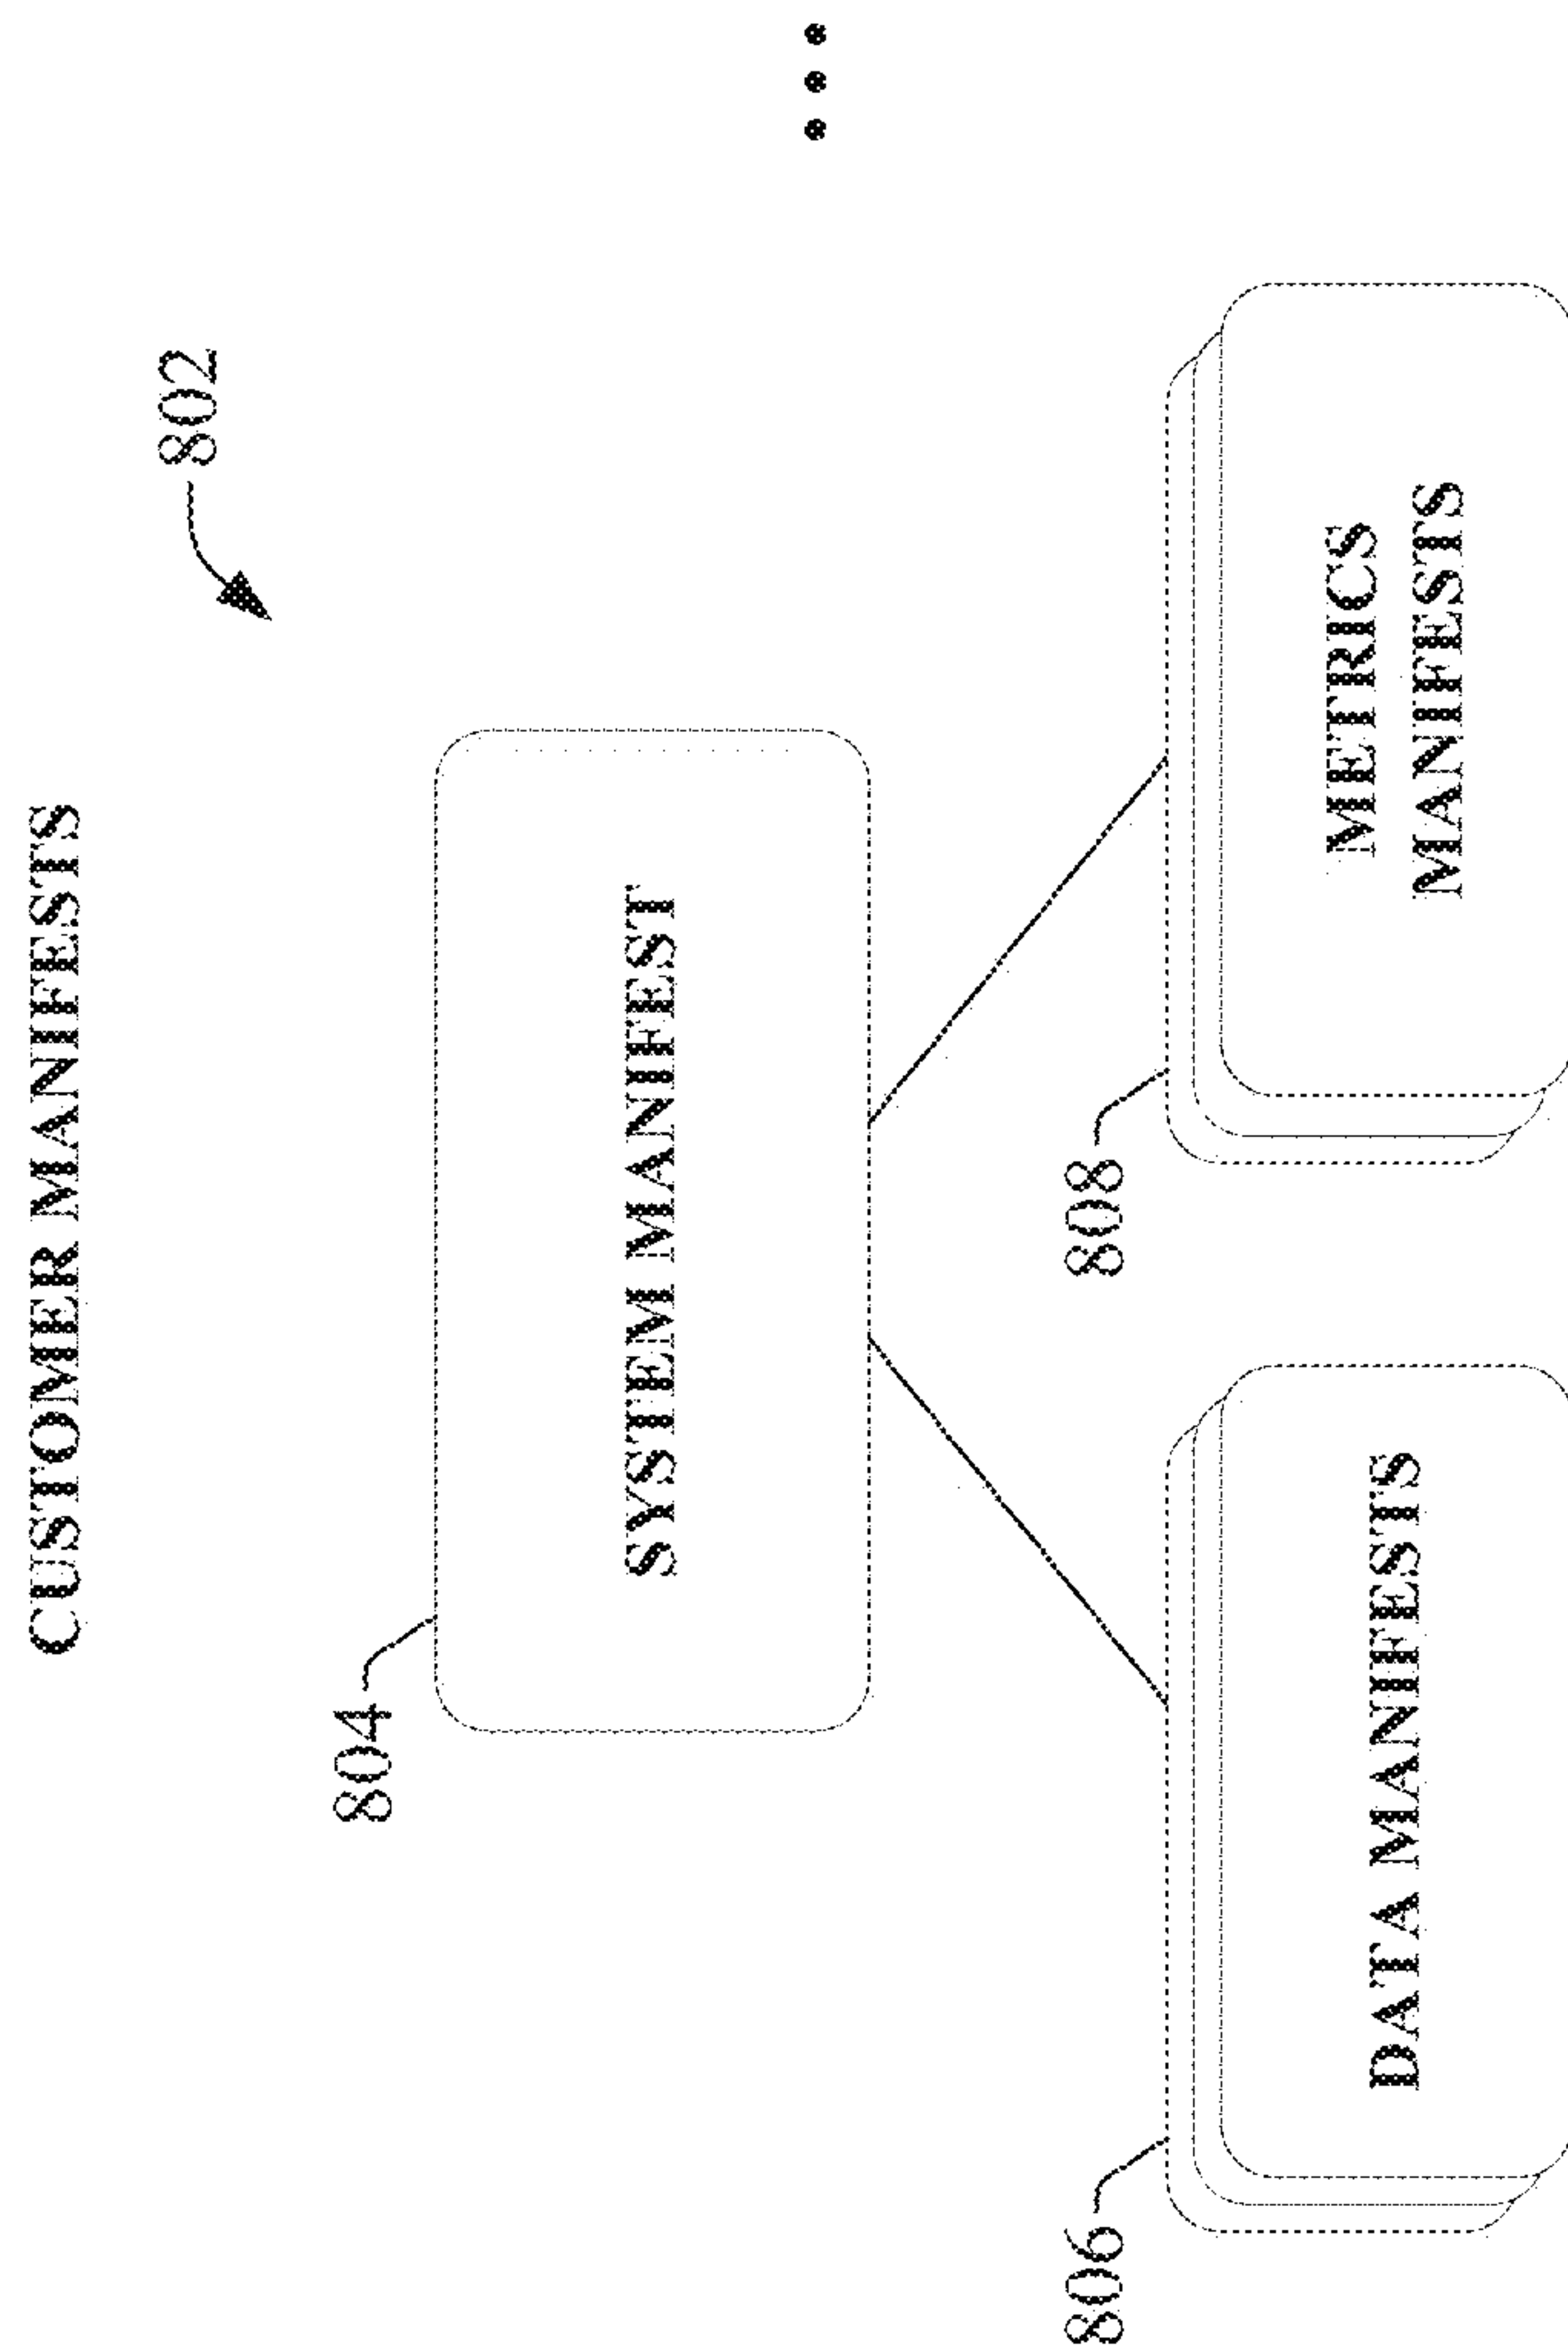 CUSTOMER MANIFESTS
802
804
SYSTEM MANIFEST
806
808
DATA MANIFESTS
METRICS
MANIFESTS